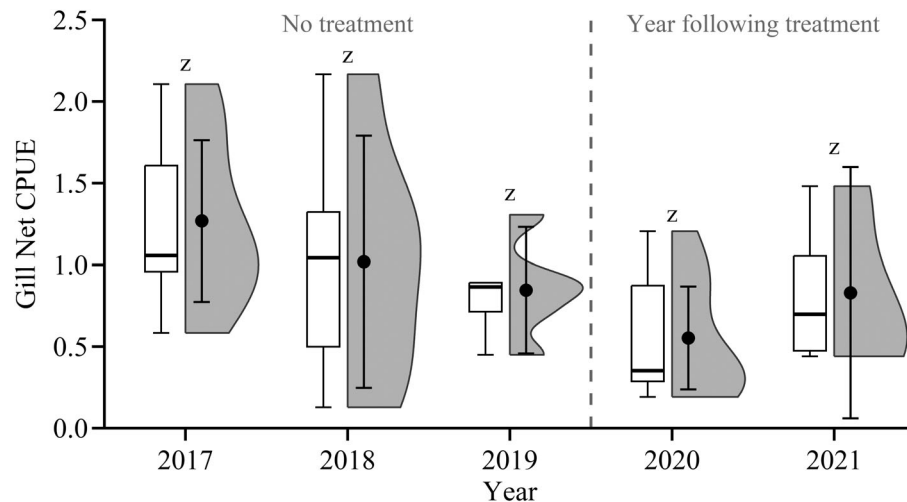 2.5
No treatment
Year following treatment
z
z
2.0
z
1.5
z
z
Gill Net CPUE
1.0
0.5
0.0
2017
2018
2019
2020
2021
Year